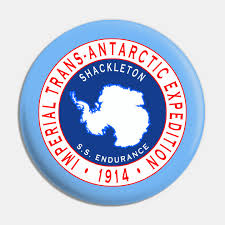 IMPERIAL TRANS-ANTARCTIC EXPEDITION
SHACKLETON
S.S. ENDURANCE
· 1914 ·